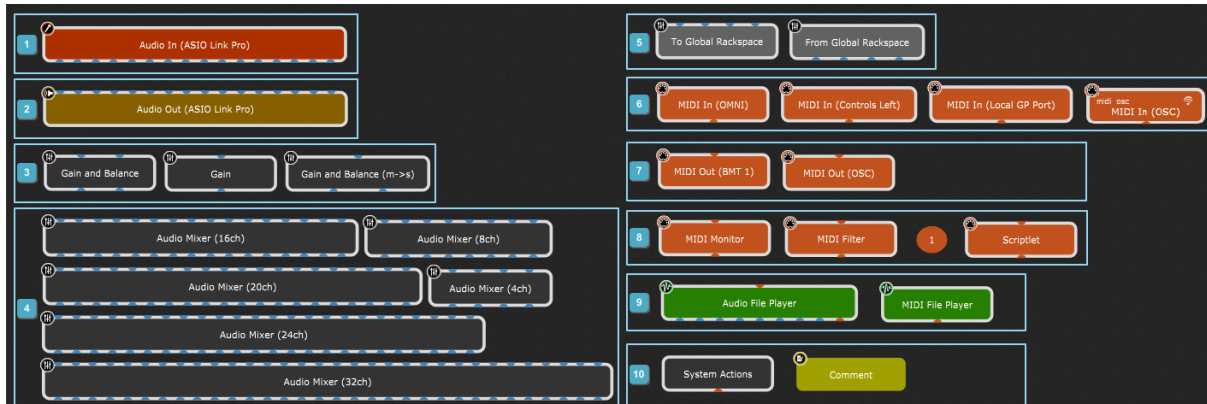 1
Audio In (ASIO Link Pro)
2
Audio Out (ASIO Link Pro)
3
Gain and Balance
Gain
Gain and Balance (m->s)
4
Audio Mixer (16ch)
Audio Mixer (8ch)
Audio Mixer (20ch)
Audio Mixer (4ch)
Audio Mixer (24ch)
Audio Mixer (32ch)
5
To Global Rackspace
From Global Rackspace
6
MIDI In (OMNI)
MIDI In (Controls Left)
MIDI In (Local GP Port)
midi osc
MIDI In (OSC)
7
MIDI Out (BMT 1)
MIDI Out (OSC)
8
MIDI Monitor
MIDI Filter
1
Scriptlet
9
Audio File Player
MIDI File Player
10
System Actions
Comment